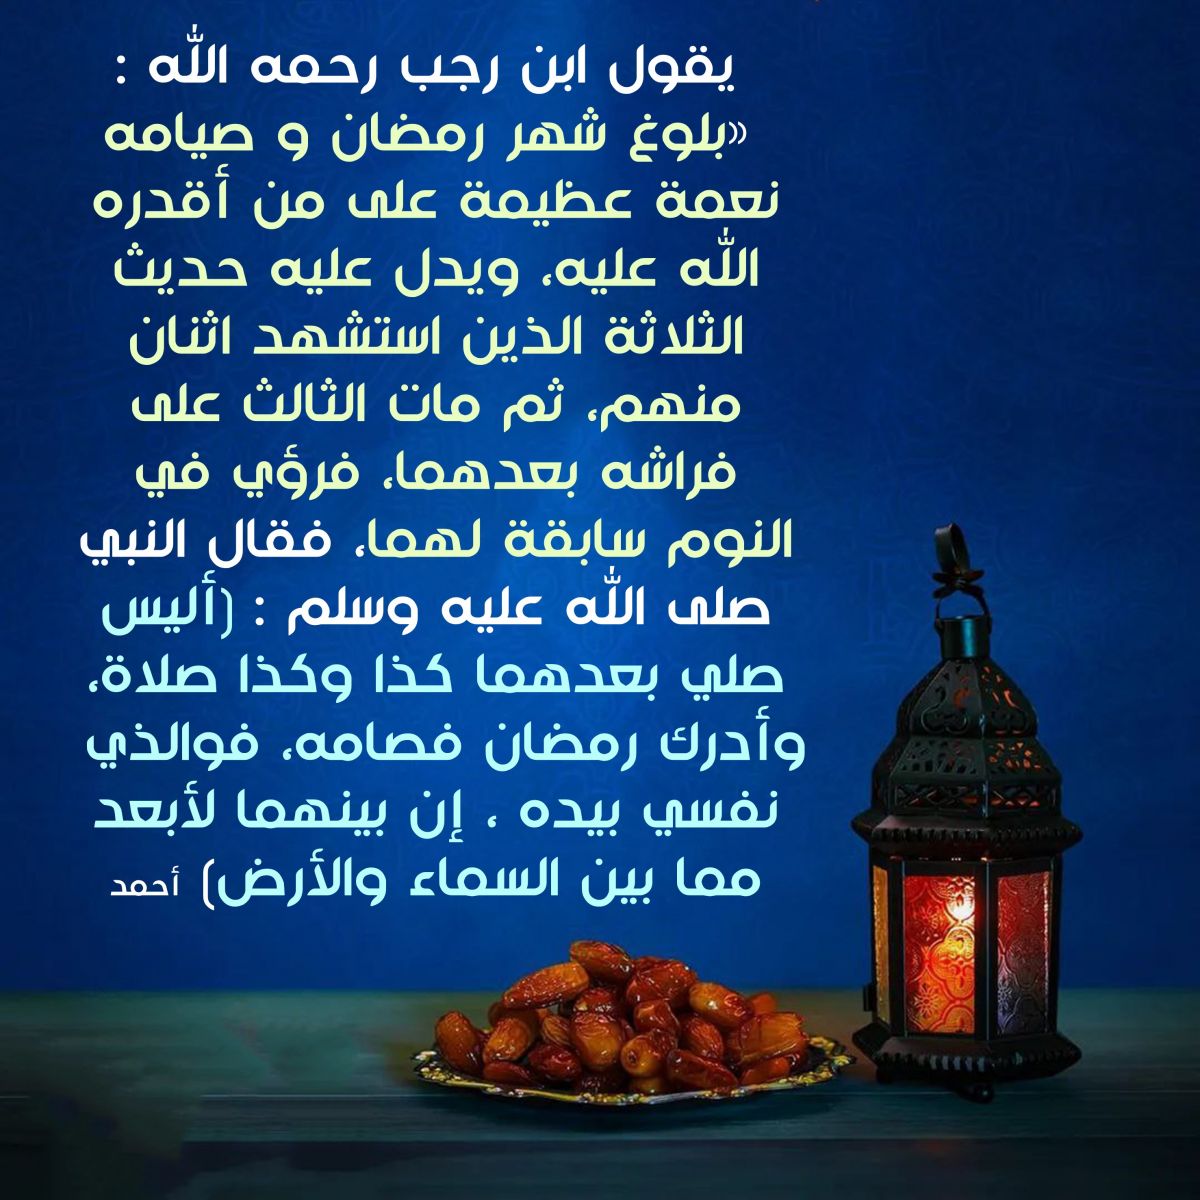 يقول ابن رجب رحمه الله :
«بلوغ شهر رمضان و صيامه
نعمة عظيمة على من أقدره
الله عليه، ويدل عليه حديث
الثلاثة الذين استشهد اثنان
منهم، ثم مات الثالث على
فراشه بعدهما، فرؤي في
النوم سابقة لهما، فقال النبي
صلى الله عليه وسلم : (أليس
صلي بعدهما كذا وكذا صلاة،
وأدرك رمضان فصامه، فوالذي
نفسي بيده ، إن بينهما لأبعد
مما بين السماء والأرض) أحمد